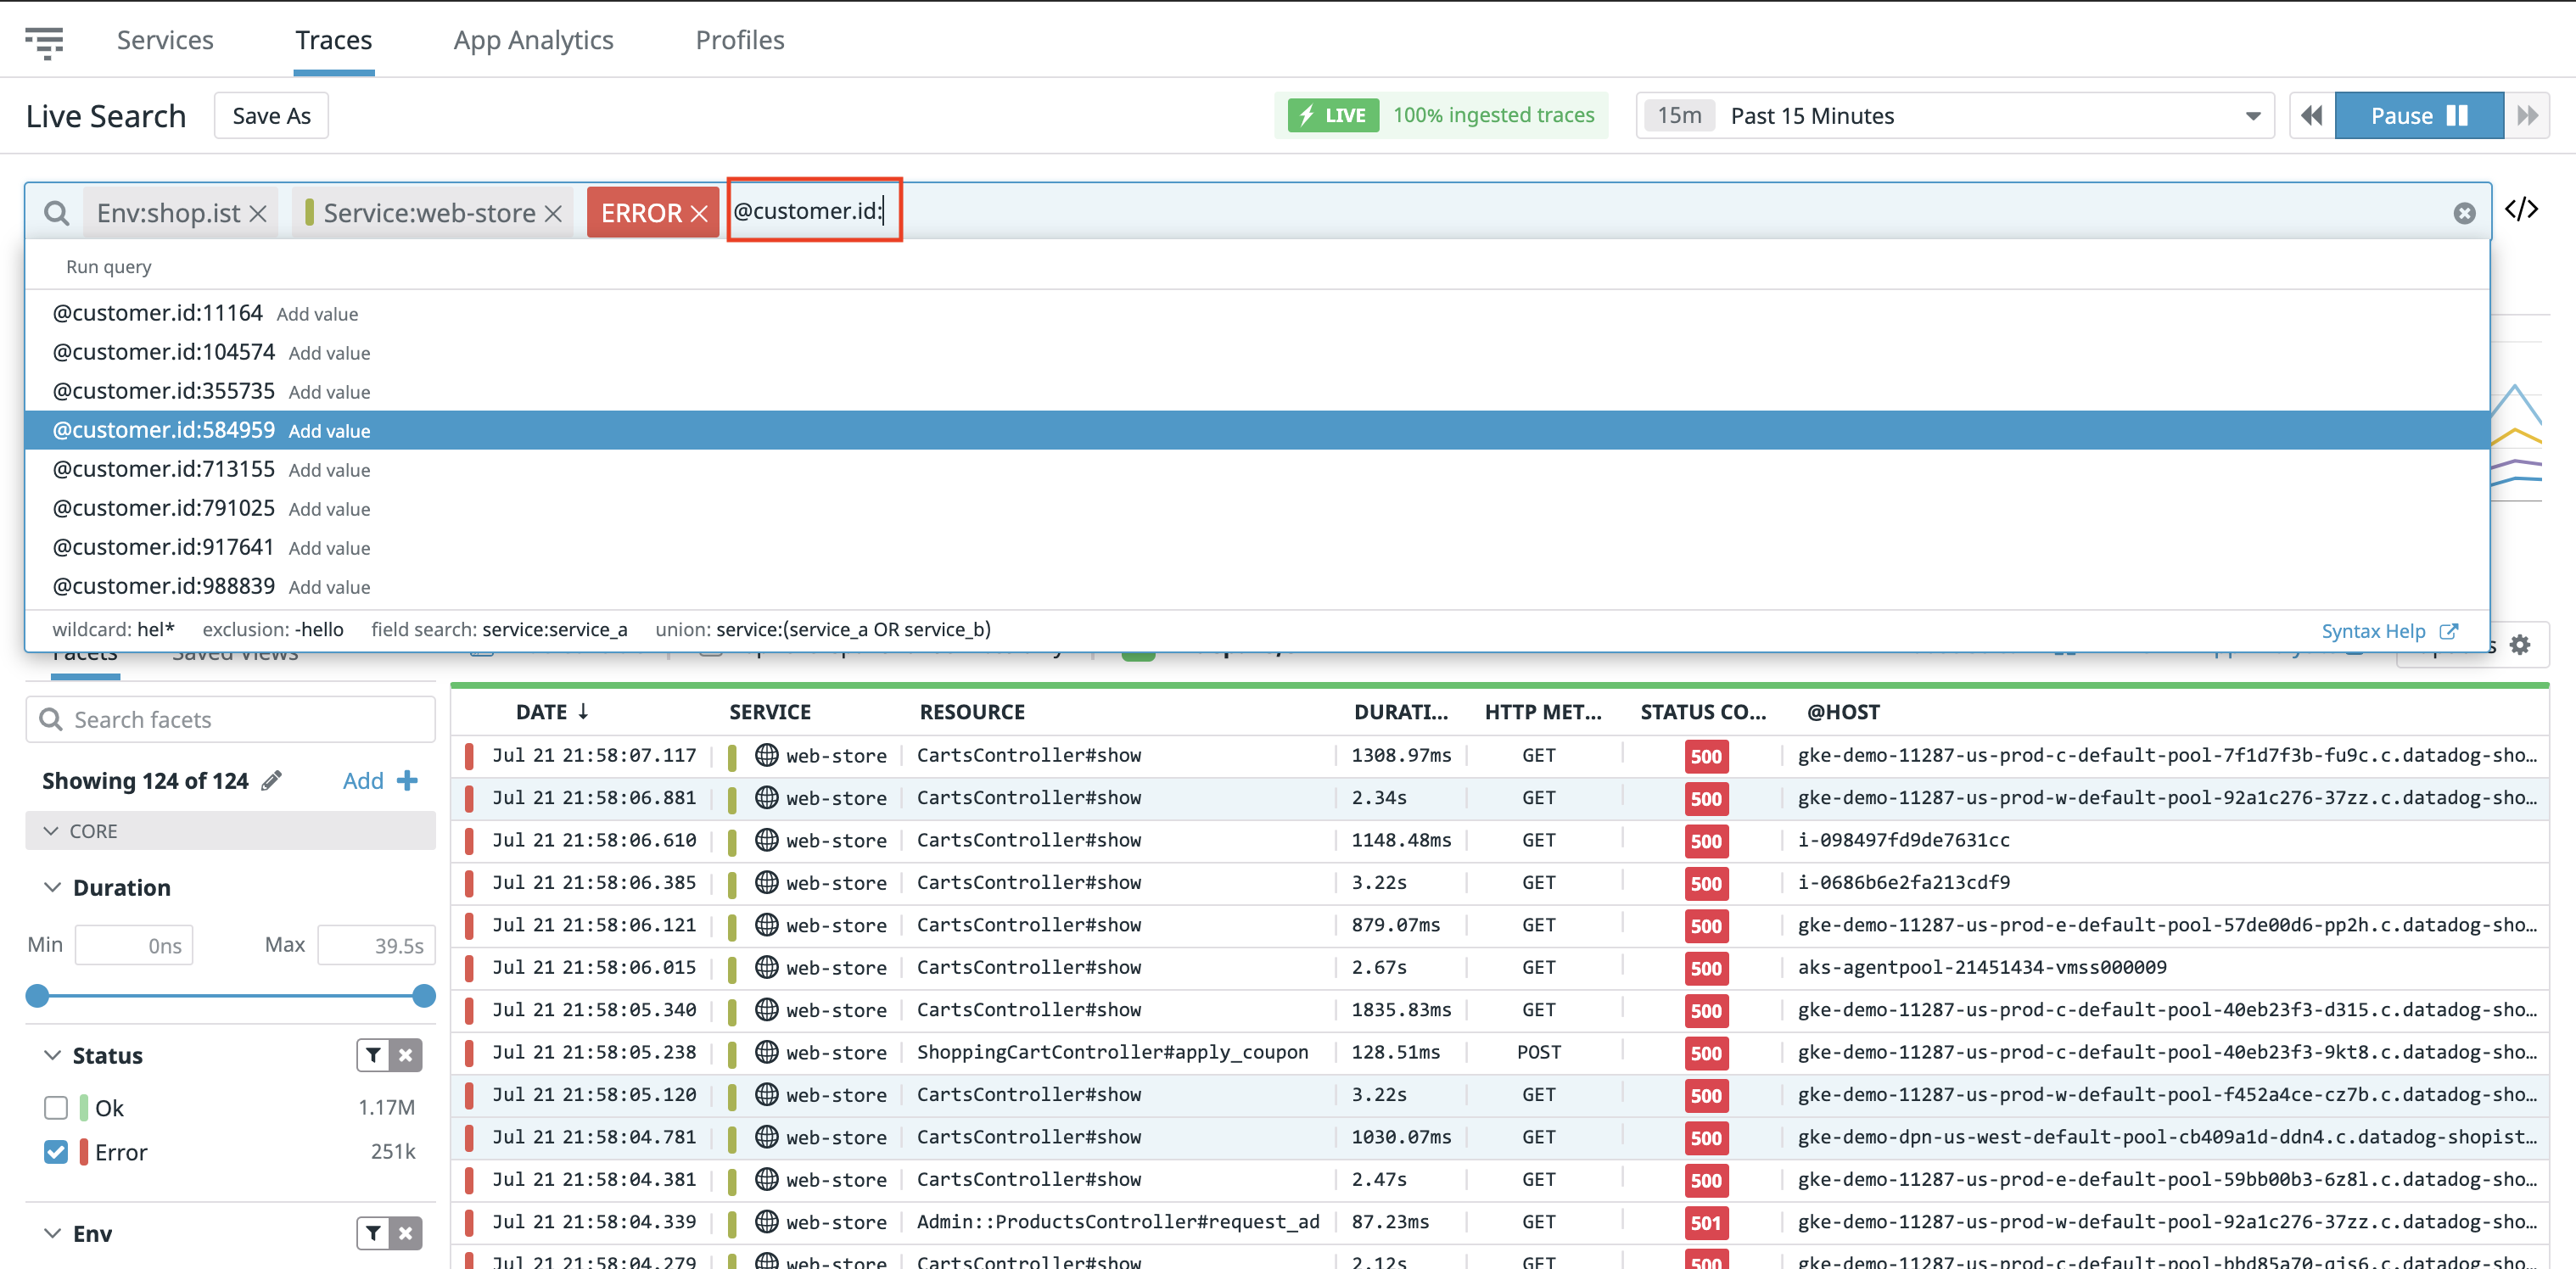 Services Traces App Analytics Profiles
Live Search Save As LIVE 100% ingested traces 15m Past 15 Minutes Pause
Env:shop.ist Service:web-store ERROR @customer.id: </>
Run query
@customer.id:11164 Add value
@customer.id:104574 Add value
@customer.id:355735 Add value
@customer.id:584959 Add value
@customer.id:713155 Add value
@customer.id:791025 Add value
@customer.id:917641 Add value
@customer.id:988839 Add value
wildcard: hel* exclusion: -hello field search: service:service_a union: service:(service_a OR service_b) Syntax Help
Facets Saved Views
Search facets
Showing 124 of 124 Add
CORE
Duration
Min 0ns Max 39.5s
Status
Ok 1.17M
Error 251k
Env
DATE ↓ SERVICE RESOURCE DURATI... HTTP MET... STATUS CO... @HOST
Jul 21 21:58:07.117 web-store CartsController#show 1308.97ms GET 500 gke-demo-11287-us-prod-c-default-pool-7f1d7f3b-fu9c.c.datadog-sho...
Jul 21 21:58:06.881 web-store CartsController#show 2.34s GET 500 gke-demo-11287-us-prod-w-default-pool-92a1c276-37zz.c.datadog-sho...
Jul 21 21:58:06.610 web-store CartsController#show 1148.48ms GET 500 i-098497fd9de7631cc
Jul 21 21:58:06.385 web-store CartsController#show 3.22s GET 500 i-0686b6e2fa213cdf9
Jul 21 21:58:06.121 web-store CartsController#show 879.07ms GET 500 gke-demo-11287-us-prod-e-default-pool-57de00d6-pp2h.c.datadog-sho...
Jul 21 21:58:06.015 web-store CartsController#show 2.67s GET 500 aks-agentpool-21451434-vmss000009
Jul 21 21:58:05.340 web-store CartsController#show 1835.83ms GET 500 gke-demo-11287-us-prod-c-default-pool-40eb23f3-d315.c.datadog-sho...
Jul 21 21:58:05.238 web-store ShoppingCartController#apply_coupon 128.51ms POST 500 gke-demo-11287-us-prod-c-default-pool-40eb23f3-9kt8.c.datadog-sho...
Jul 21 21:58:05.120 web-store CartsController#show 3.22s GET 500 gke-demo-11287-us-prod-w-default-pool-f452a4ce-cz7b.c.datadog-sho...
Jul 21 21:58:04.781 web-store CartsController#show 1030.07ms GET 500 gke-demo-dpn-us-west-default-pool-cb409a1d-ddn4.c.datadog-shopist...
Jul 21 21:58:04.381 web-store CartsController#show 2.47s GET 500 gke-demo-11287-us-prod-e-default-pool-59bb00b3-6z8l.c.datadog-sho...
Jul 21 21:58:04.339 web-store Admin::ProductsController#request_ad 87.23ms GET 501 gke-demo-11287-us-prod-w-default-pool-92a1c276-37zz.c.datadog-sho...
Jul 21 21:58:04.279 web-store CartsController#show 2.12s GET 500